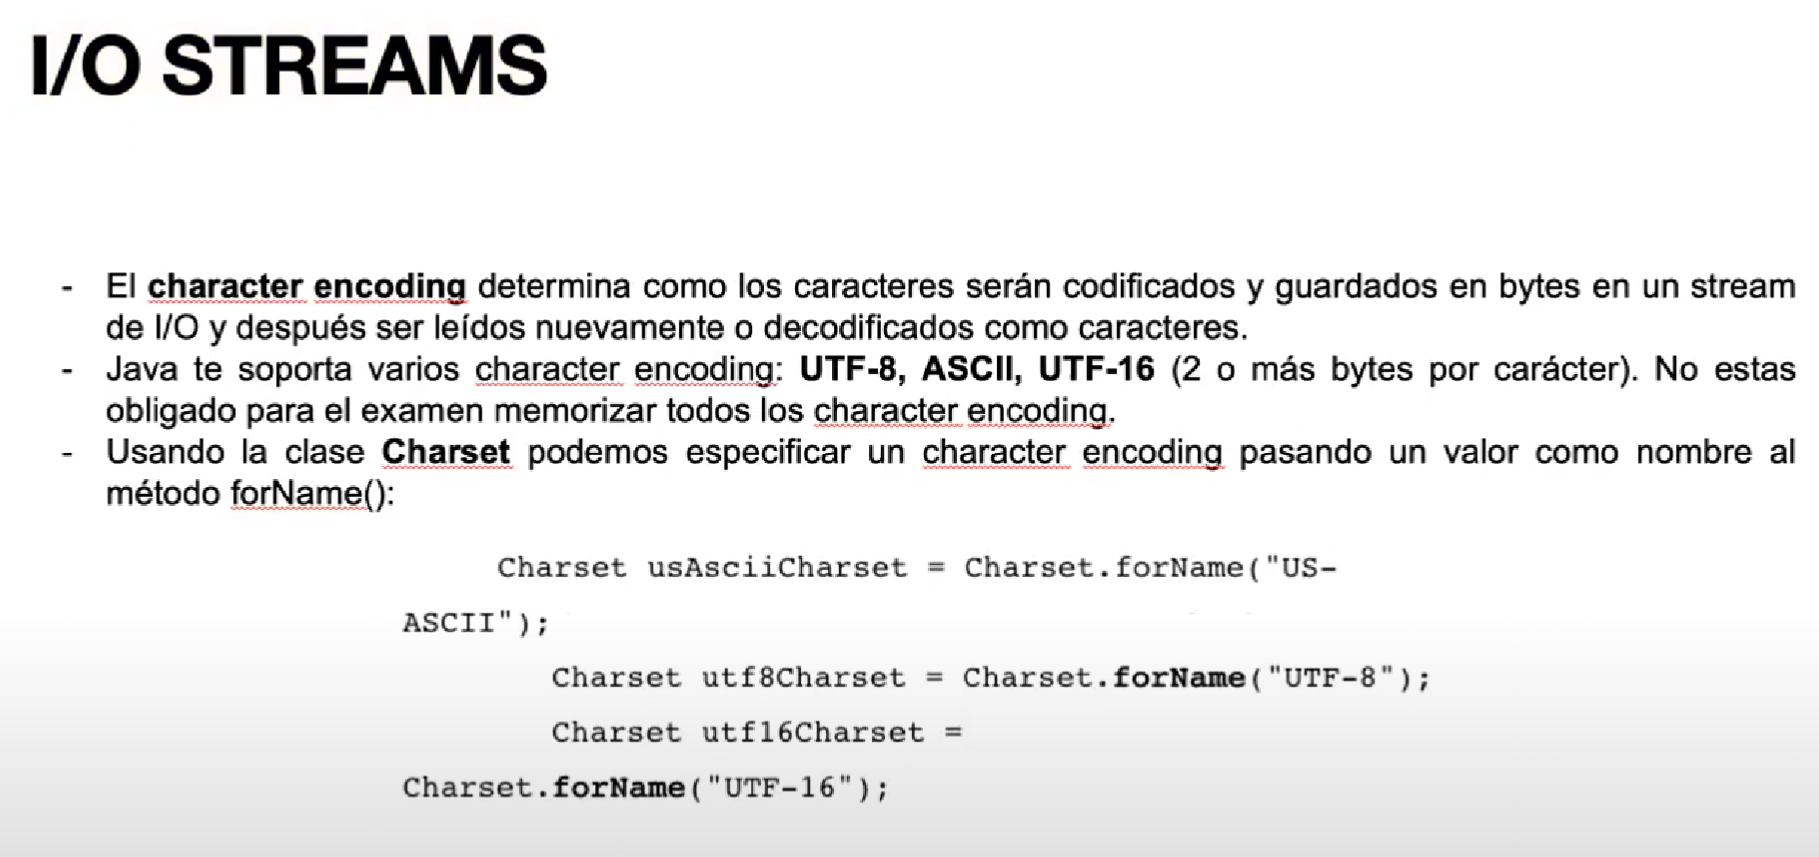 I/O STREAMS
- El character encoding determina como los caracteres serán codificados y guardados en bytes en un stream
de I/O y después ser leídos nuevamente o decodificados como caracteres.
- Java te soporta varios character encoding: UTF-8, ASCII, UTF-16 (2 o más bytes por carácter). No estas
obligado para el examen memorizar todos los character encoding.
- Usando la clase Charset podemos especificar un character encoding pasando un valor como nombre al
método forName():
Charset usAsciiCharset = Charset.forName("US-
ASCII");
Charset utf8Charset = Charset.forName("UTF-8");
Charset utf16Charset =
Charset.forName("UTF-16");